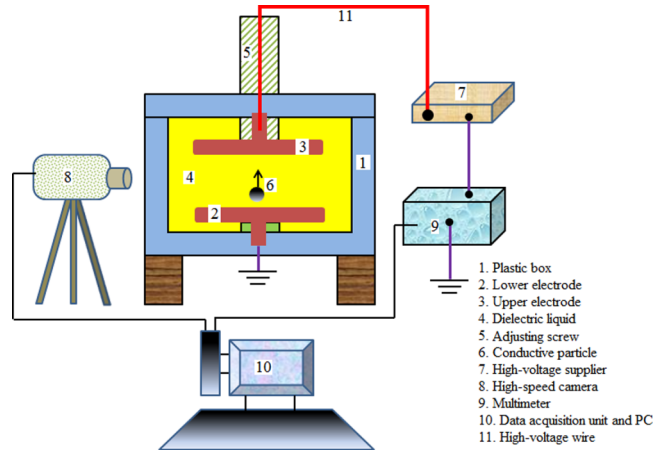 11
5
7
3
1
4
6
8
2
9
10
1. Plastic box
2. Lower electrode
3. Upper electrode
4. Dielectric liquid
5. Adjusting screw
6. Conductive particle
7. High-voltage supplier
8. High-speed camera
9. Multimeter
10. Data acquisition unit and PC
11. High-voltage wire